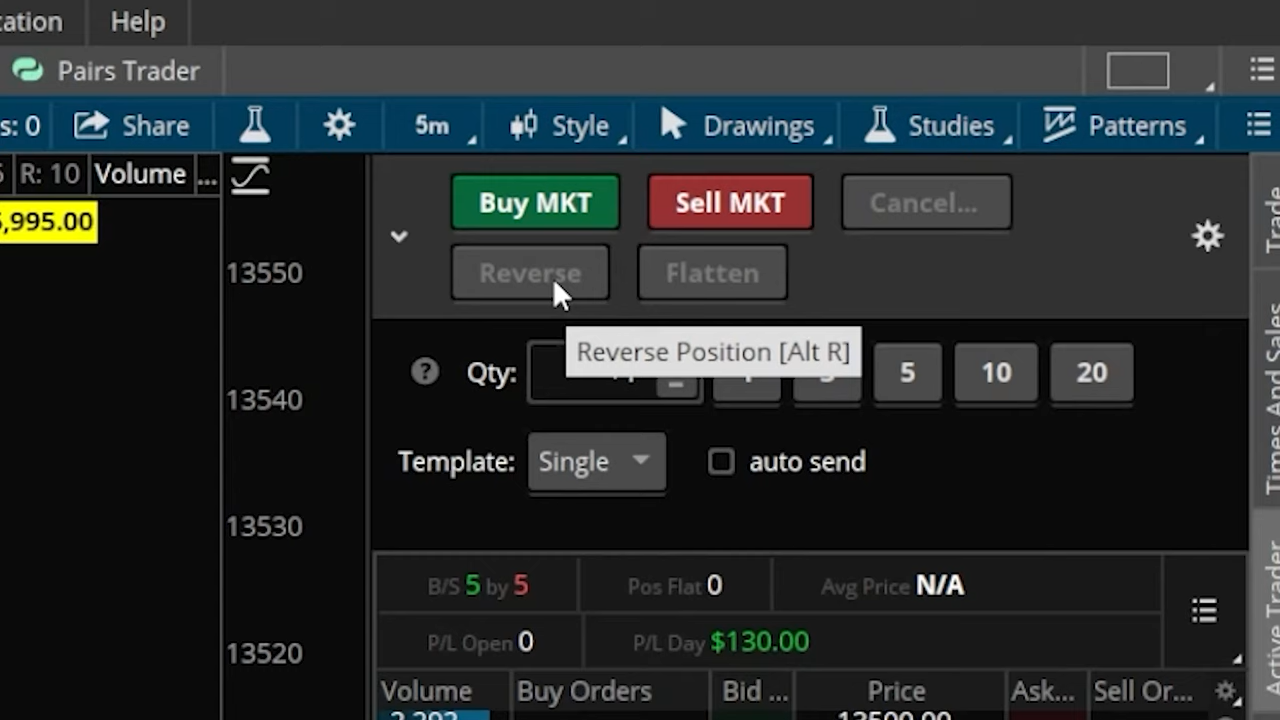 Help
Pairs Trader
s: 0 Share 5m Style Drawings Studies Patterns
R: 10 Volume ...
,995.00
Buy MKT Sell MKT Cancel...
Reverse Flatten
Reverse Position [Alt R]
Qty: 5 10 20
Template: Single auto send
B/S 5 by 5 Pos Flat 0 Avg Price N/A
P/L Open 0 P/L Day $130.00
Volume Buy Orders Bid ... Price Ask... Sell Or...
13550
13540
13530
13520
Trade
Times And Sales
Active Trader